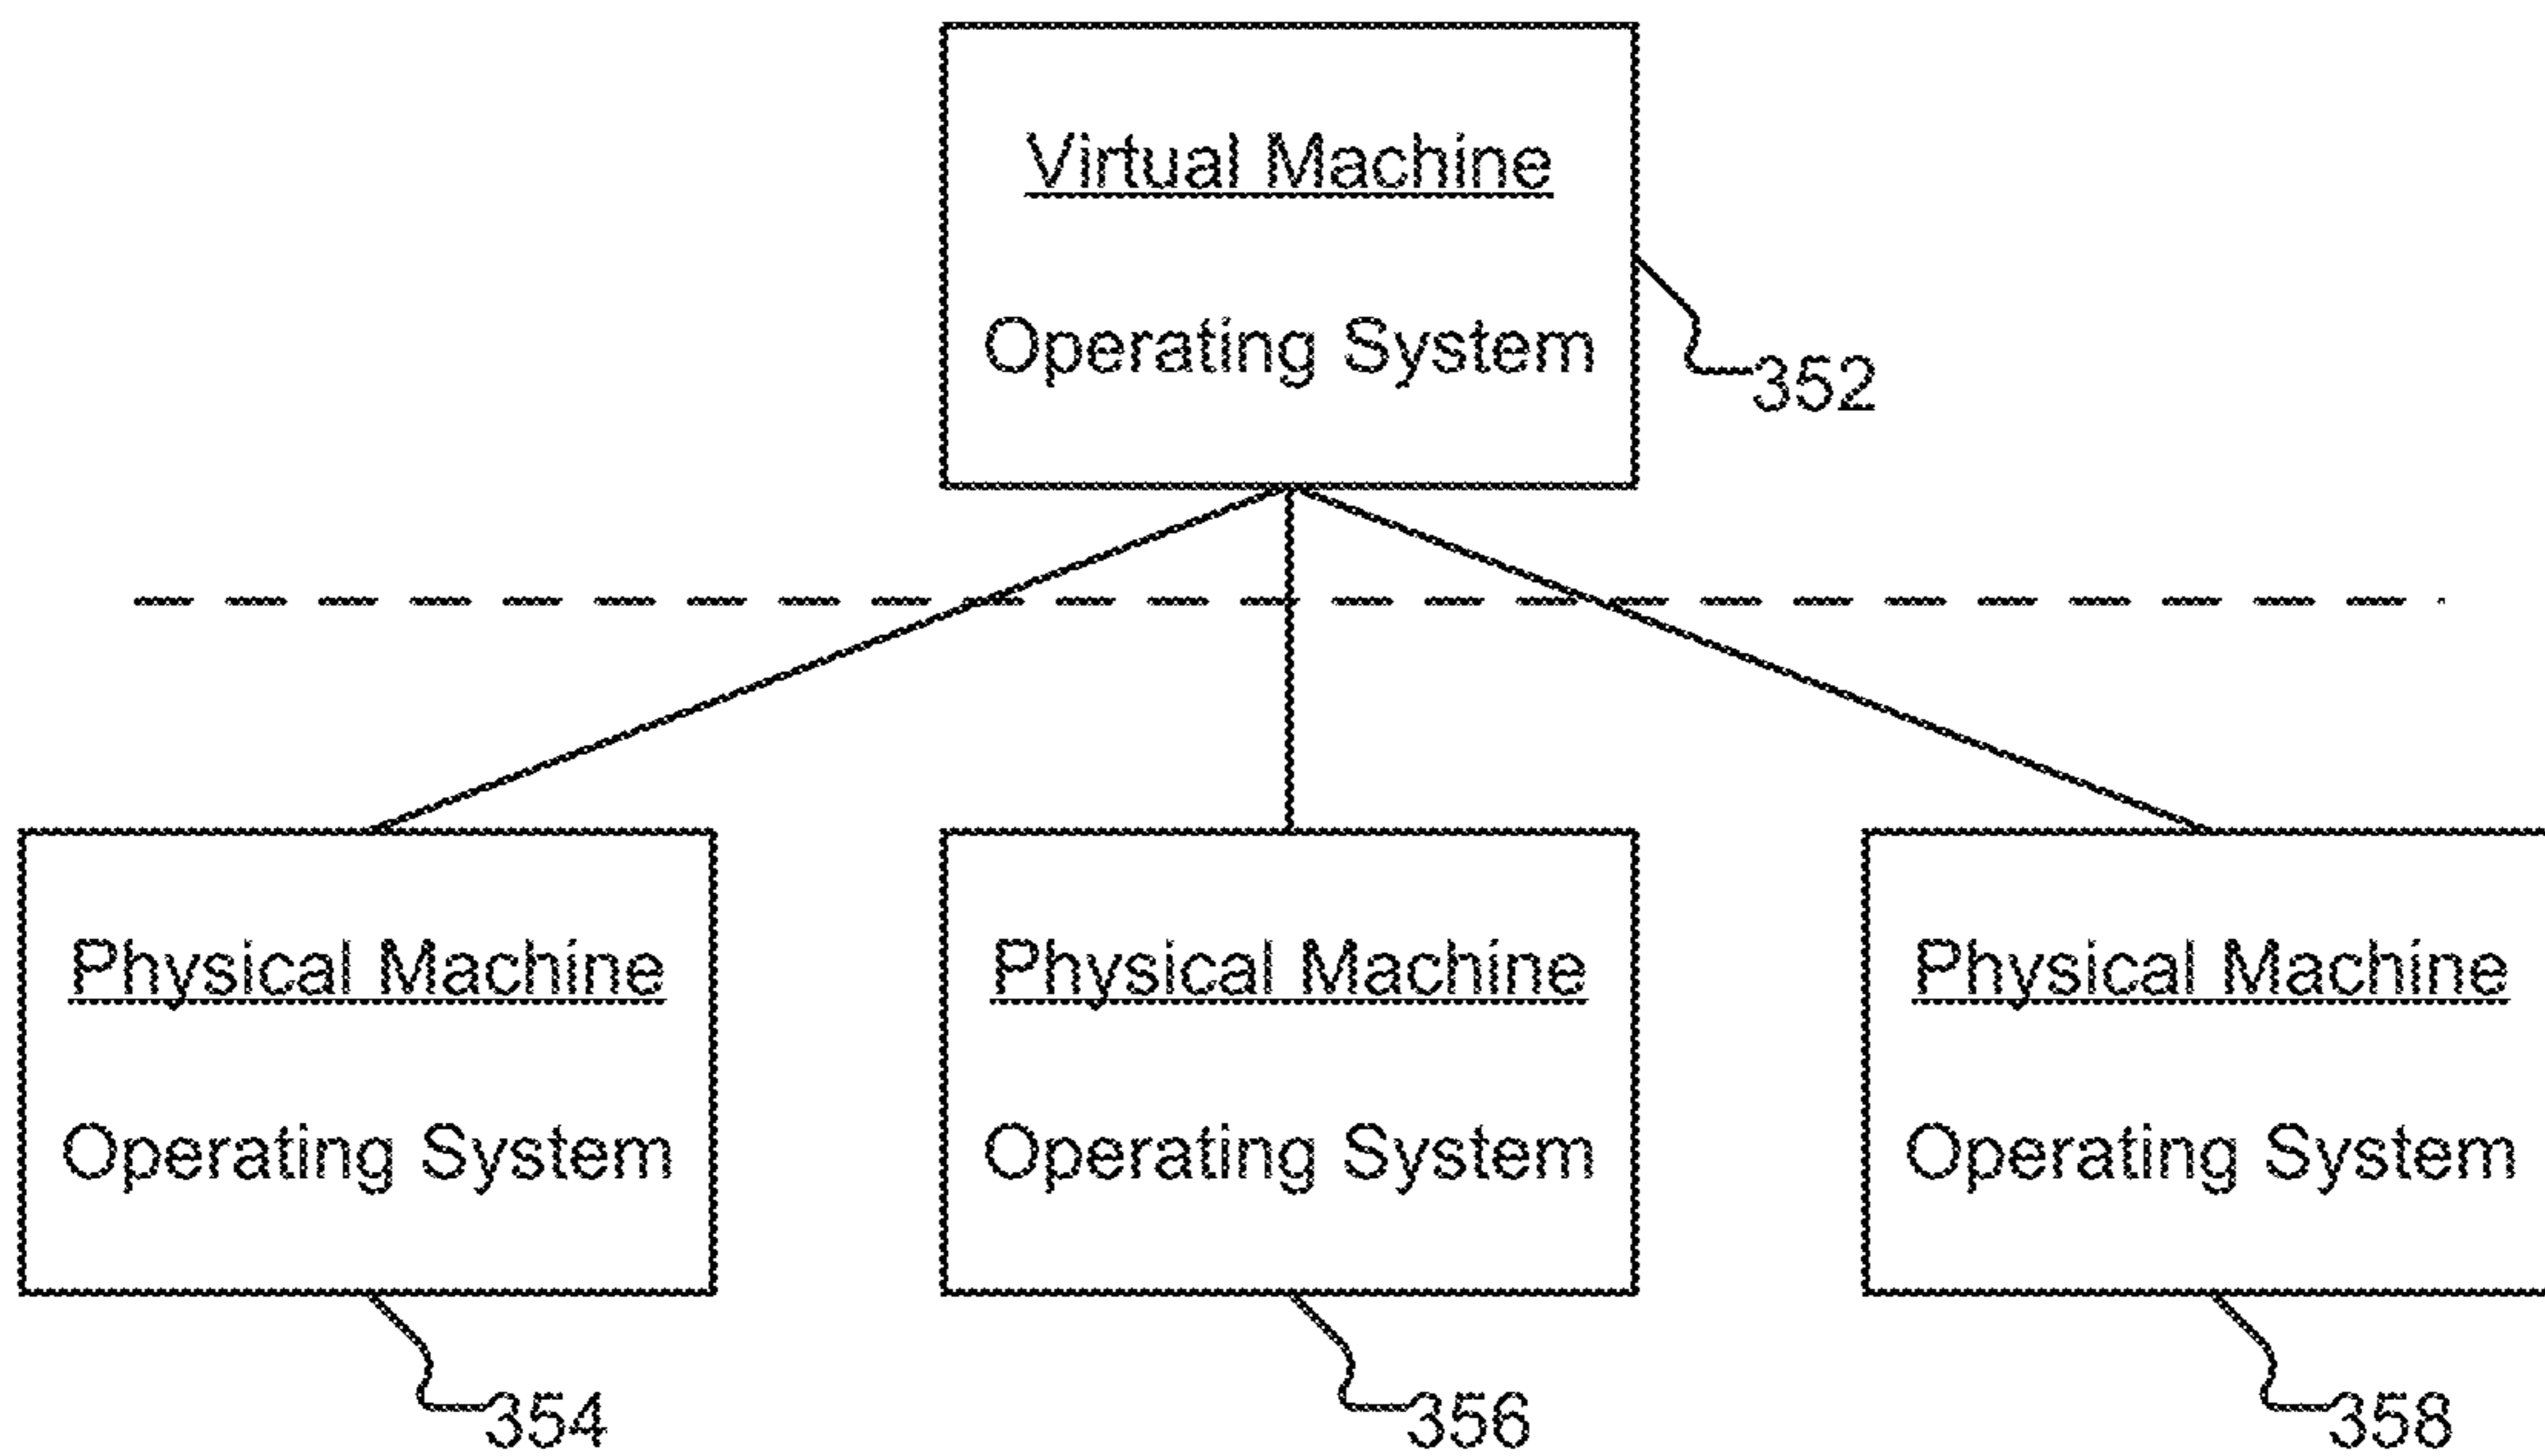 Virtual Machine
Operating System
352
Physical Machine
Operating System
354
Physical Machine
Operating System
356
Physical Machine
Operating System
358